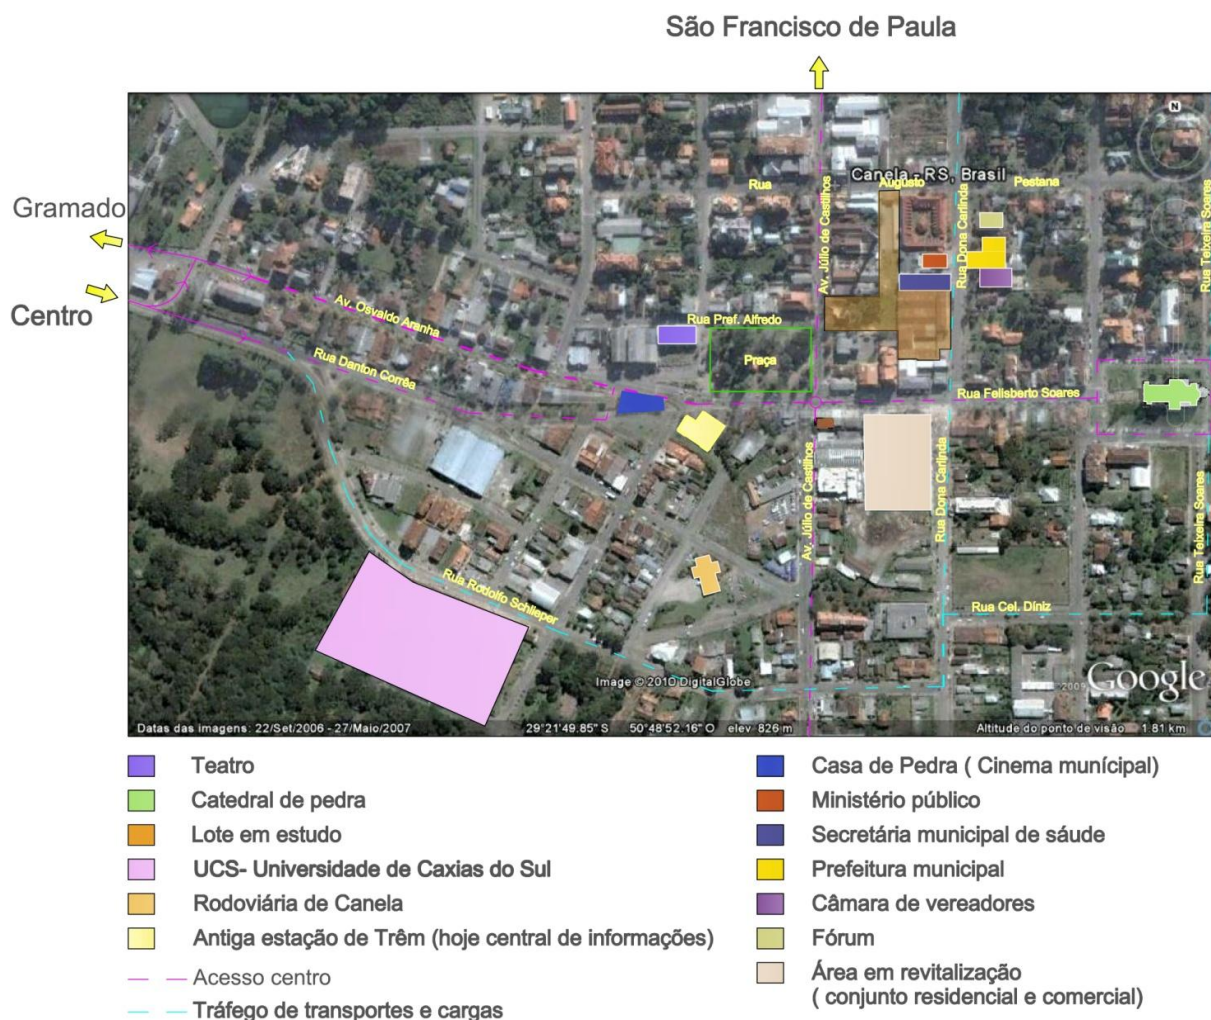 São Francisco de Paula
N
Canela - RS, Brasil
Rua Augusto Pestana
Gramado
Centro
Av. Júlio de Castilhos
Rua Dona Carlinda
Rua Teixeira Soares
Av. Osvaldo Aranha
Rua Pref. Alfredo
Rua Danton Corrêa
Praça
Rua Felisberto Soares
Av. Júlio de Castilhos
Rua Dona Carlinda
Rua Teixeira Soares
Rua Rodolfo Schlieper
Rua Cel. Diniz
Image © 2010 DigitalGlobe
2009 Google
Datas das imagens: 22/Set/2006 - 27/Maio/2007 29°21'49.85" S 50°48'52.16" O elev 826 m Altitude do ponto de visão 1.81 km
Teatro
Catedral de pedra
Lote em estudo
UCS- Universidade de Caxias do Sul
Rodoviária de Canela
Antiga estação de Trêm (hoje central de informações)
Acesso centro
Tráfego de transportes e cargas
Casa de Pedra ( Cinema munícipal)
Ministério público
Secretária municipal de sáude
Prefeitura municipal
Câmara de vereadores
Fórum
Área em revitalização
( conjunto residencial e comercial)